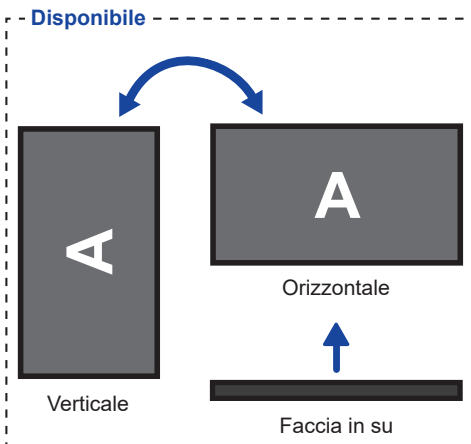 Disponibile
A
A
Orizzontale
Verticale
Faccia in su